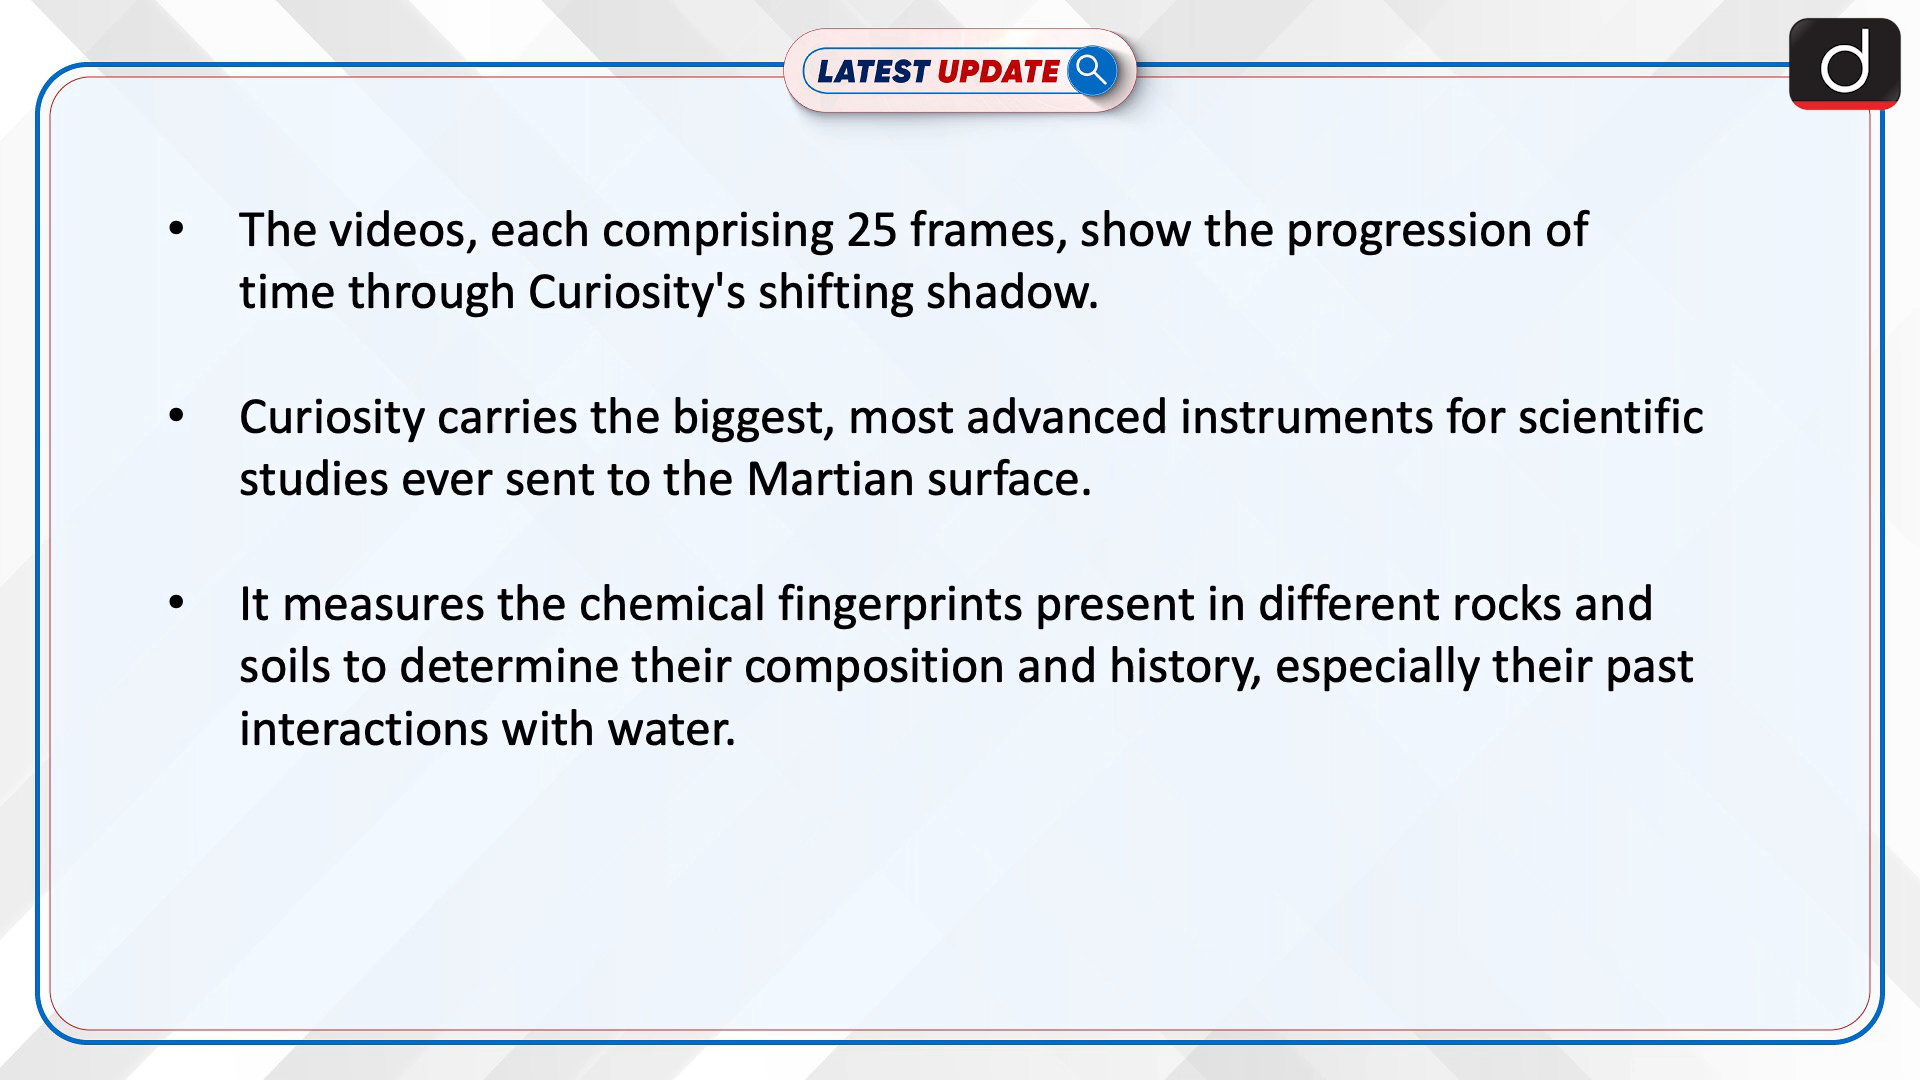 LATEST UPDATE
d
• The videos, each comprising 25 frames, show the progression of
time through Curiosity's shifting shadow.
• Curiosity carries the biggest, most advanced instruments for scientific
studies ever sent to the Martian surface.
• It measures the chemical fingerprints present in different rocks and
soils to determine their composition and history, especially their past
interactions with water.